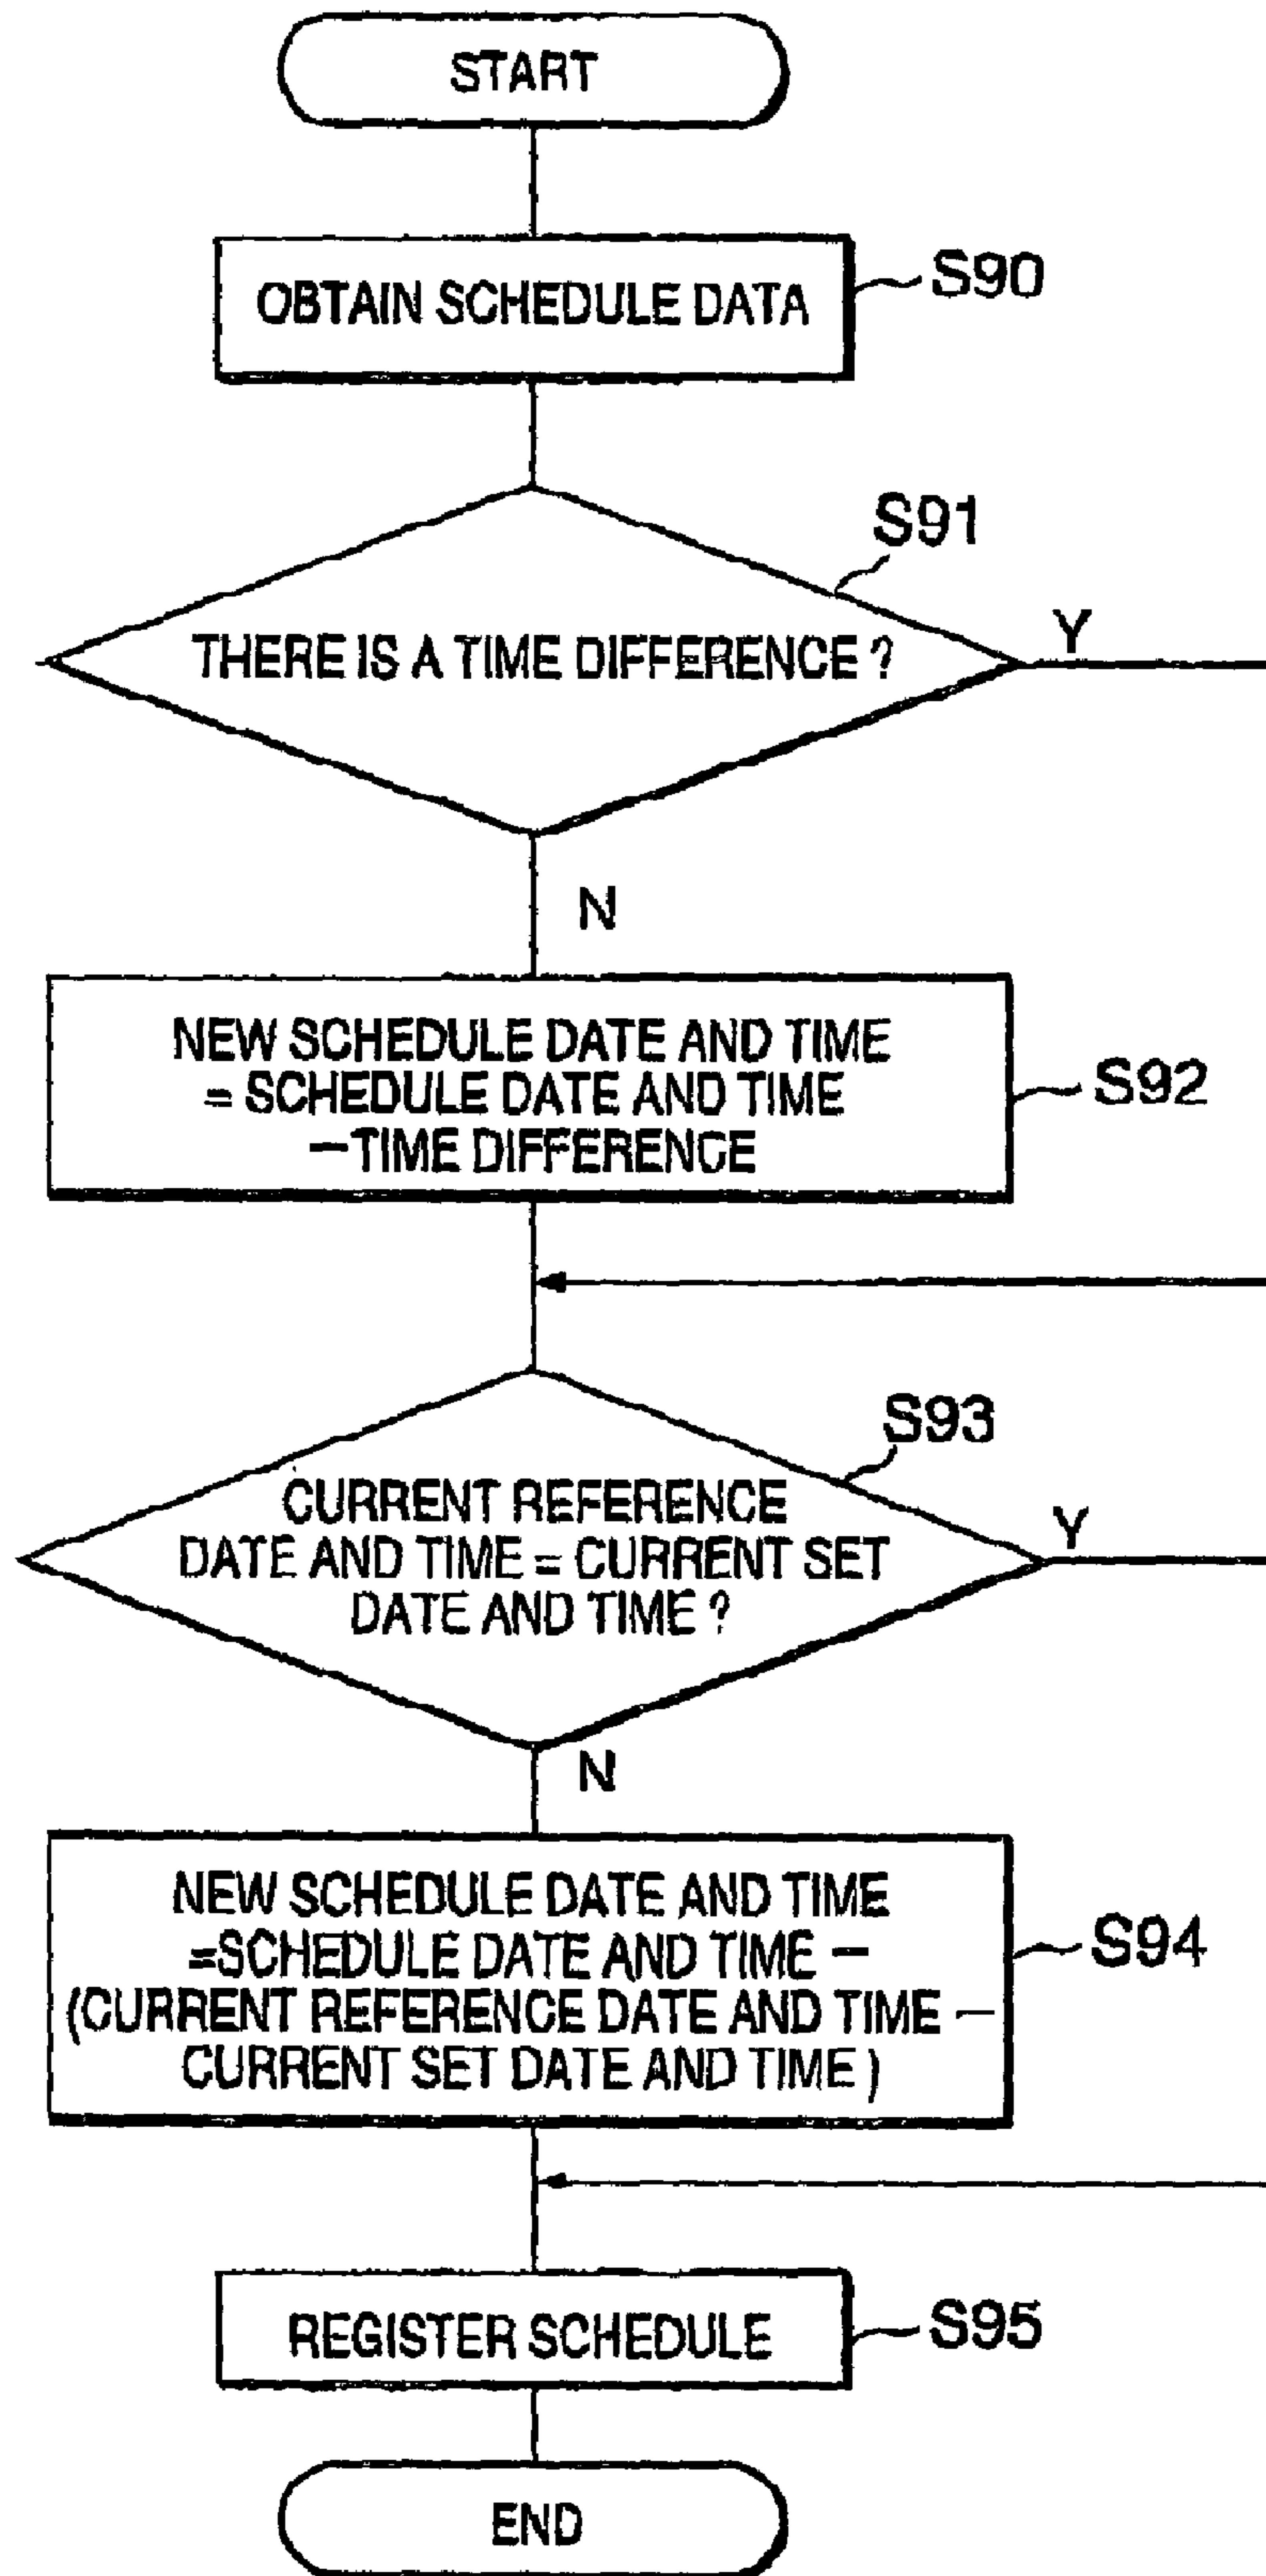 START
OBTAIN SCHEDULE DATA
S90
S91
THERE IS A TIME DIFFERENCE ?
Y
N
NEW SCHEDULE DATE AND TIME
= SCHEDULE DATE AND TIME
—TIME DIFFERENCE
S92
S93
CURRENT REFERENCE
DATE AND TIME = CURRENT SET
DATE AND TIME ?
Y
N
NEW SCHEDULE DATE AND TIME
=SCHEDULE DATE AND TIME —
(CURRENT REFERENCE DATE AND TIME —
CURRENT SET DATE AND TIME )
S94
REGISTER SCHEDULE
S95
END